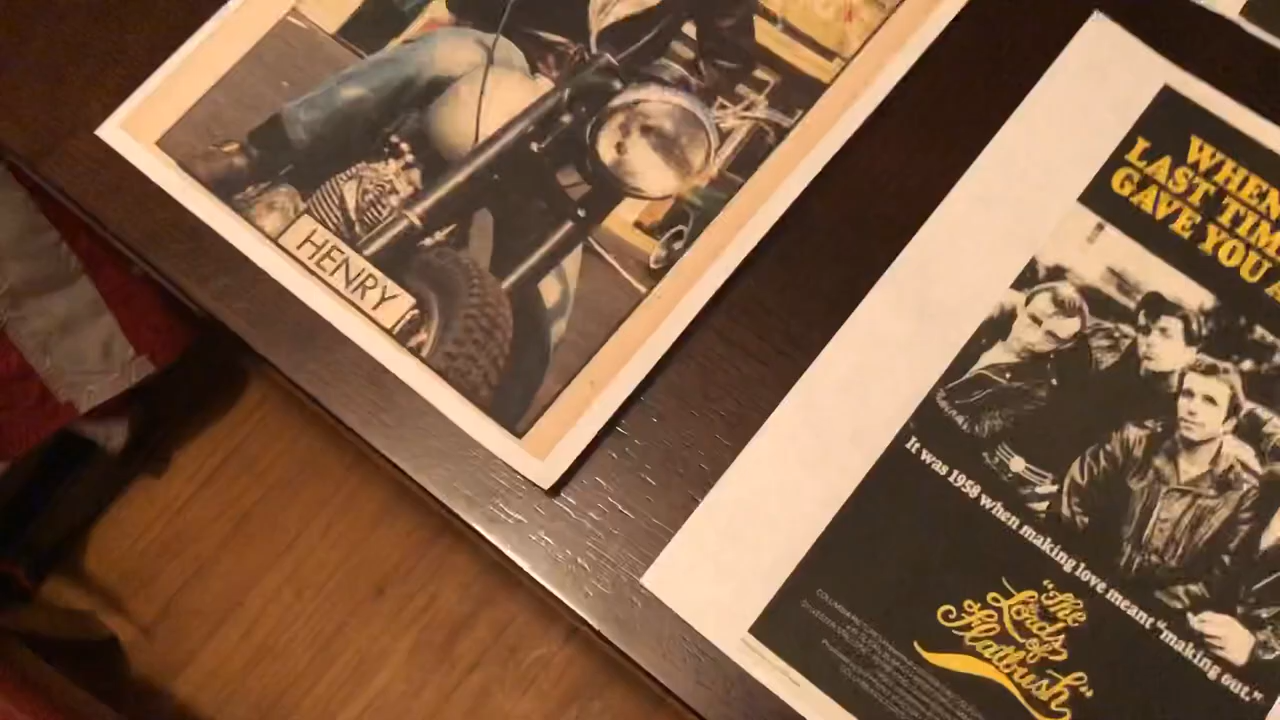 HENRY
WHEN
LAST TIM
GAVE YOU A
It was 1958 when making love meant "making out."
"The
Lords
of
Flatbush"